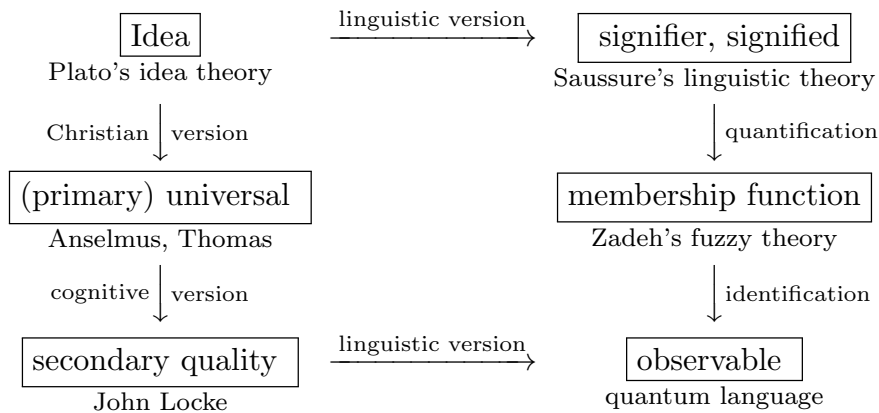 Idea
linguistic version
signifier, signified
Plato's idea theory
Saussure's linguistic theory
Christian version
quantification
(primary) universal
membership function
Anselmus, Thomas
Zadeh's fuzzy theory
cognitive version
identification
secondary quality
linguistic version
observable
John Locke
quantum language